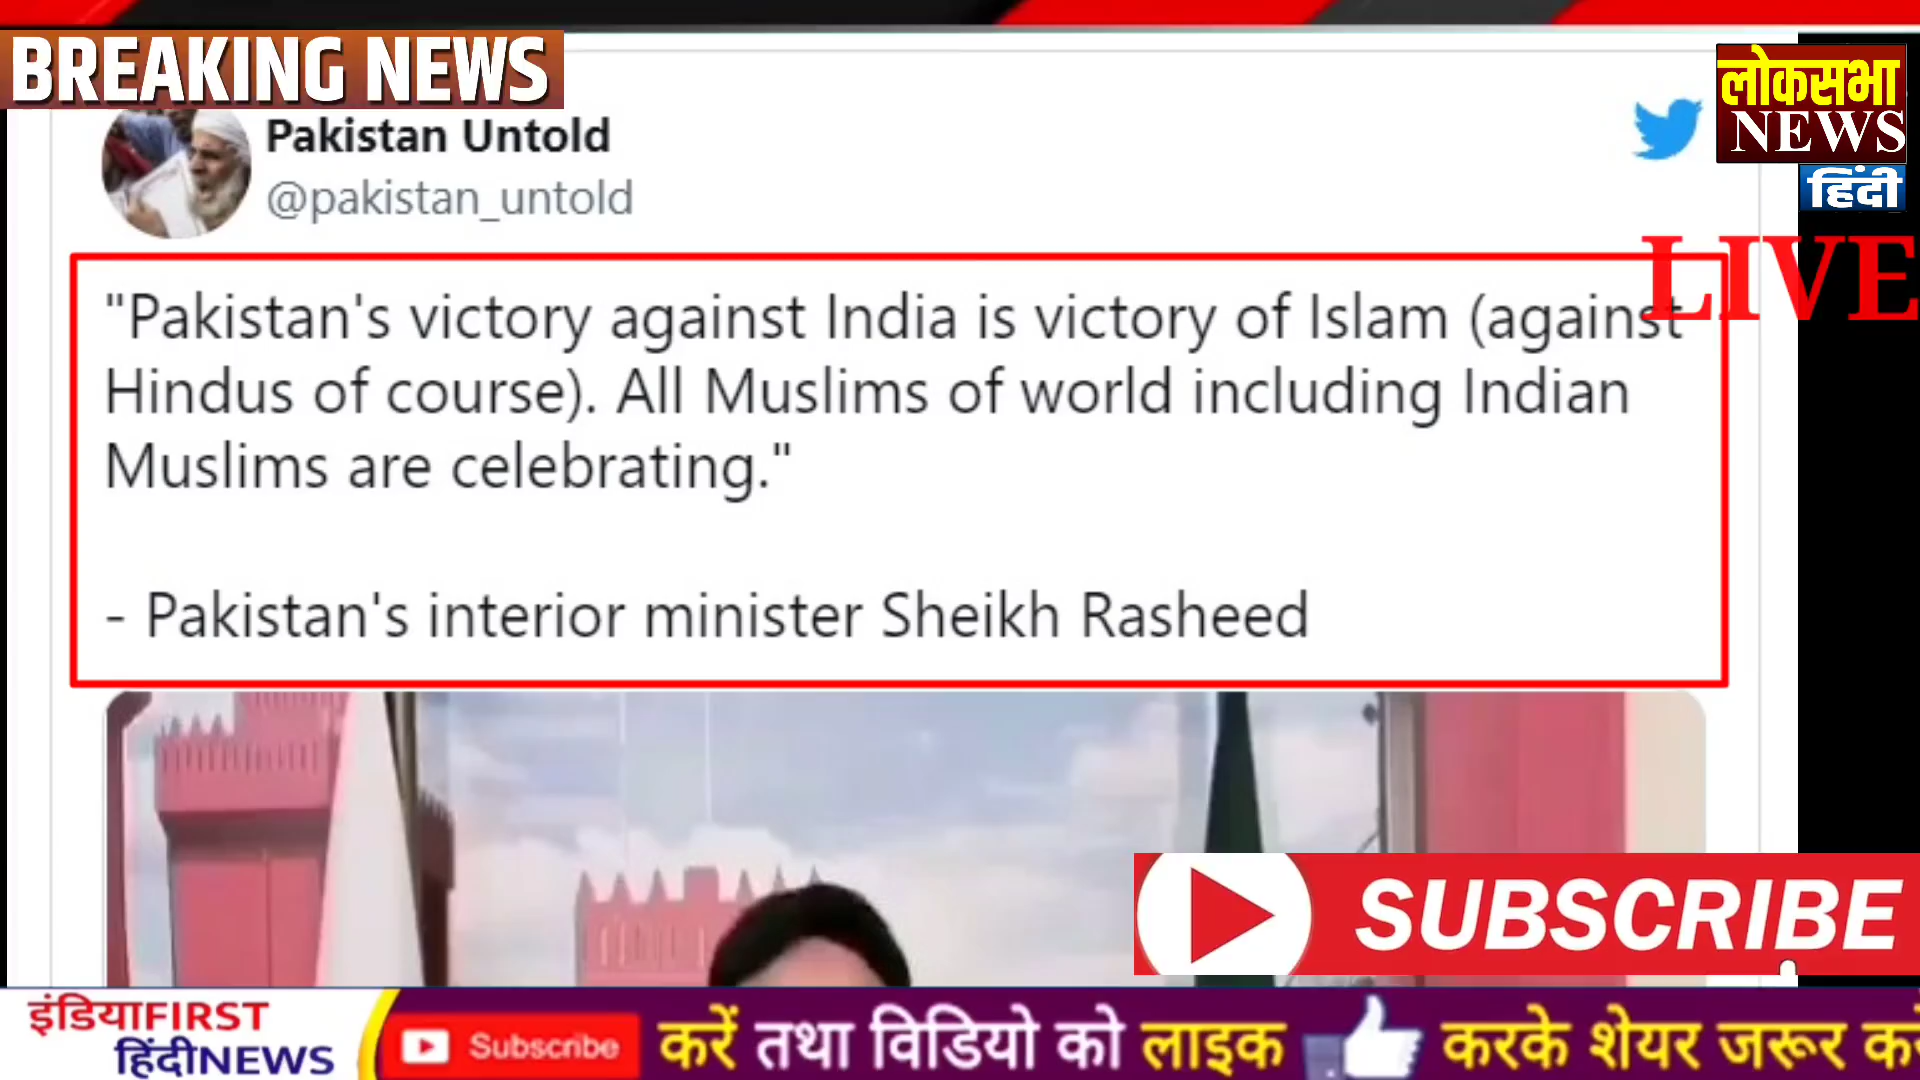 BREAKING NEWS
लोकसभा
NEWS
हिंदी
LIVE
Pakistan Untold
@pakistan_untold
"Pakistan's victory against India is victory of Islam (against
Hindus of course). All Muslims of world including Indian
Muslims are celebrating."
- Pakistan's interior minister Sheikh Rasheed
SUBSCRIBE
इंडियाFIRST
हिंदीNEWS
Subscribe करें तथा विडियो को लाइक करके शेयर जरूर